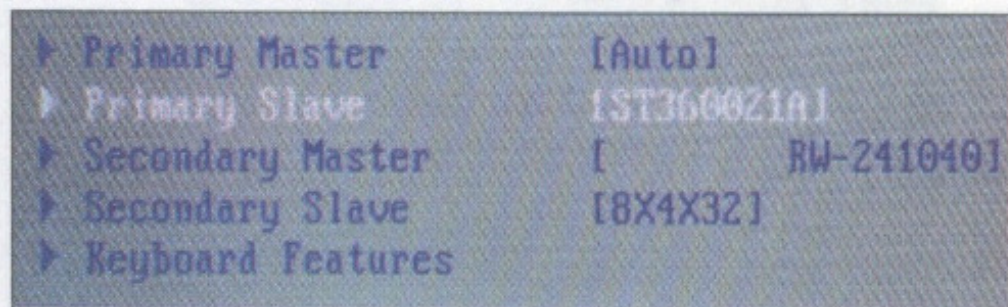 Primary Master [Auto]
Primary Slave [ST360021A]
Secondary Master [ RW-241040]
Secondary Slave [8X4X32]
Keyboard Features